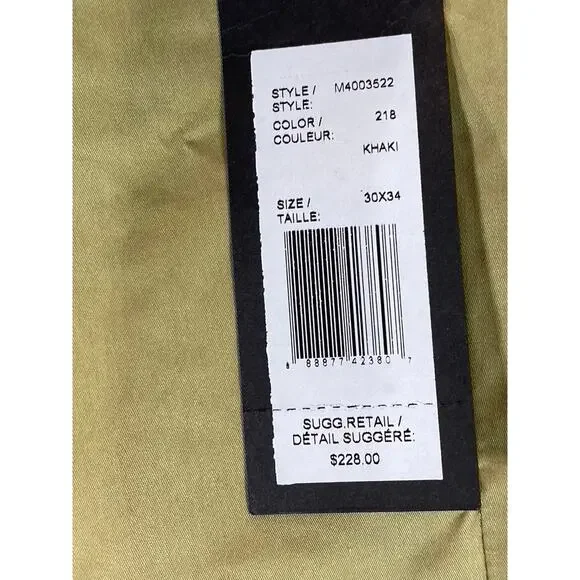 STYLE / M4003522
STYLE:
COLOR / 218
COULEUR:
KHAKI
SIZE / 30X34
TAILLE:
8 88877 42380 7
SUGG.RETAIL /
DÉTAIL SUGGÉRÉ:
$228.00